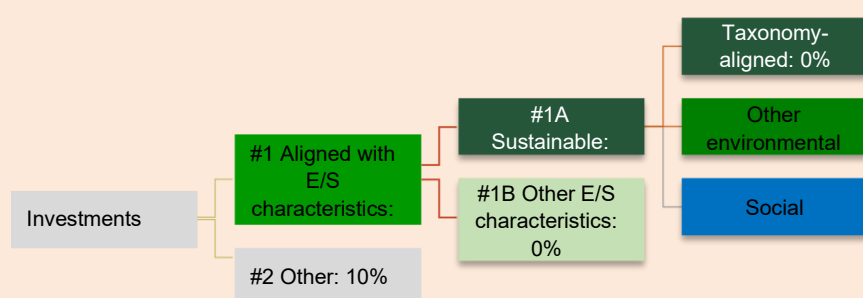 Investments
#1 Aligned with
E/S
characteristics:
#2 Other: 10%
#1A
Sustainable:
#1B Other E/S
characteristics:
0%
Taxonomy-
aligned: 0%
Other
environmental
Social